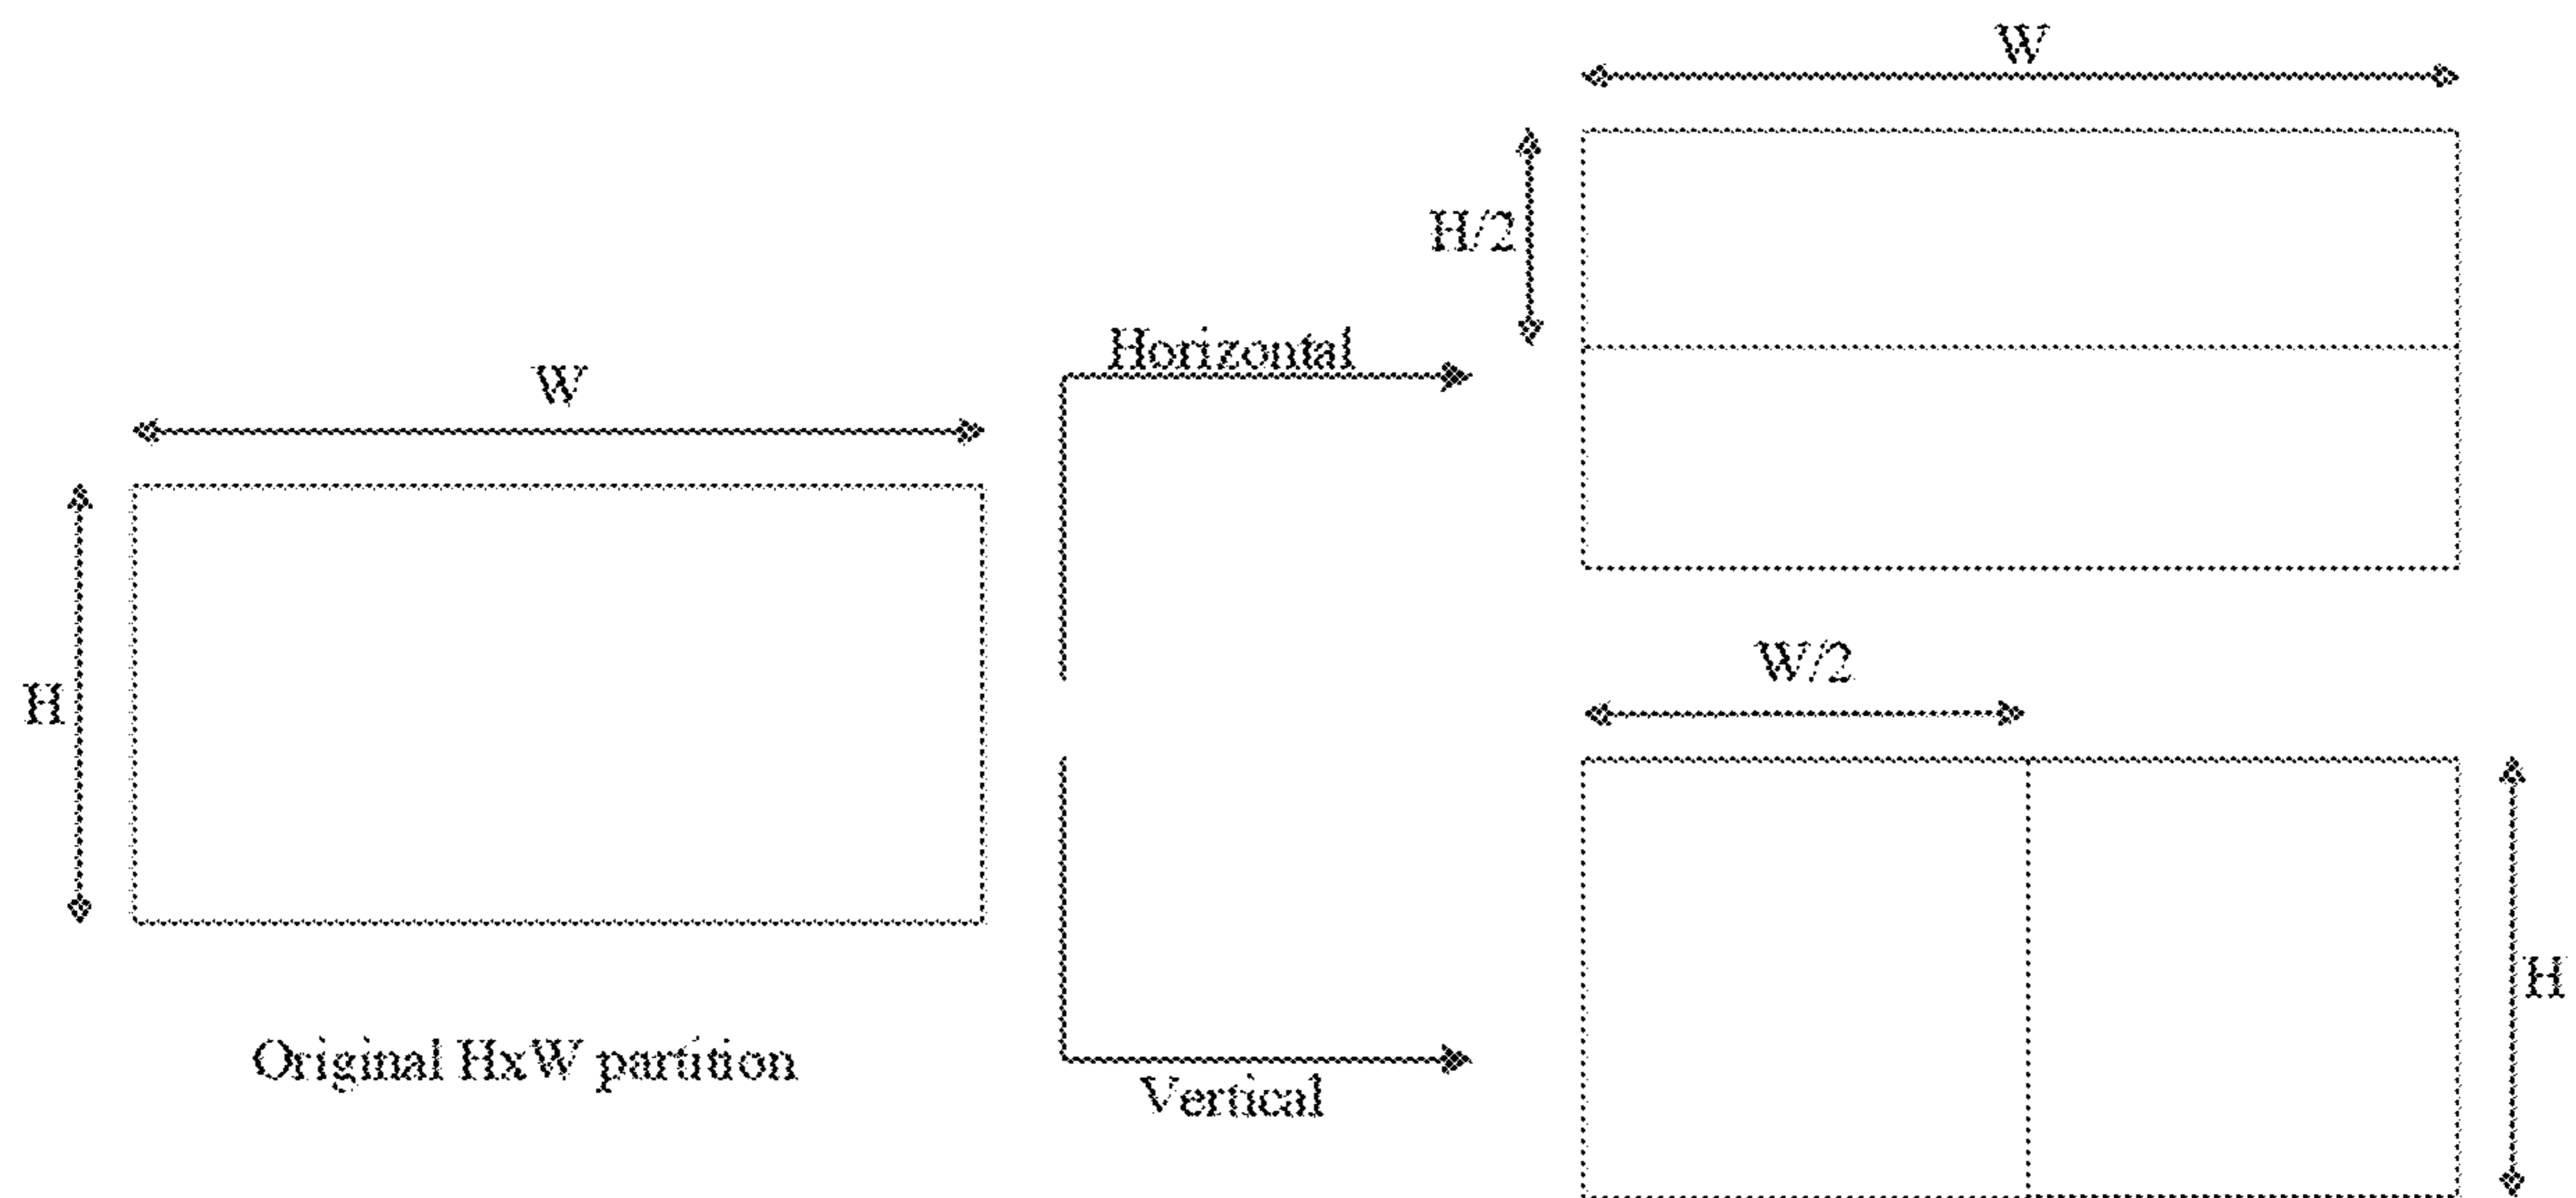 W
H/2
Horizontal
W
H
W/2
H
Original HxW partition
Vertical